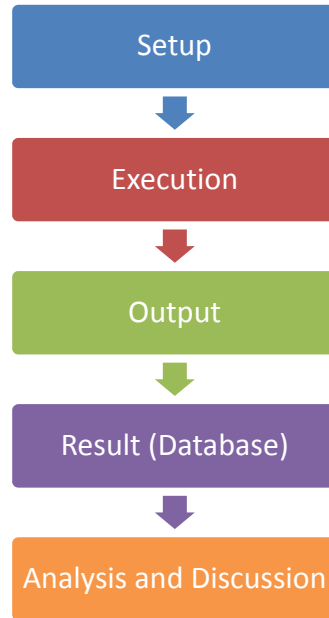 Setup
Execution
Output
Result (Database)
Analysis and Discussion